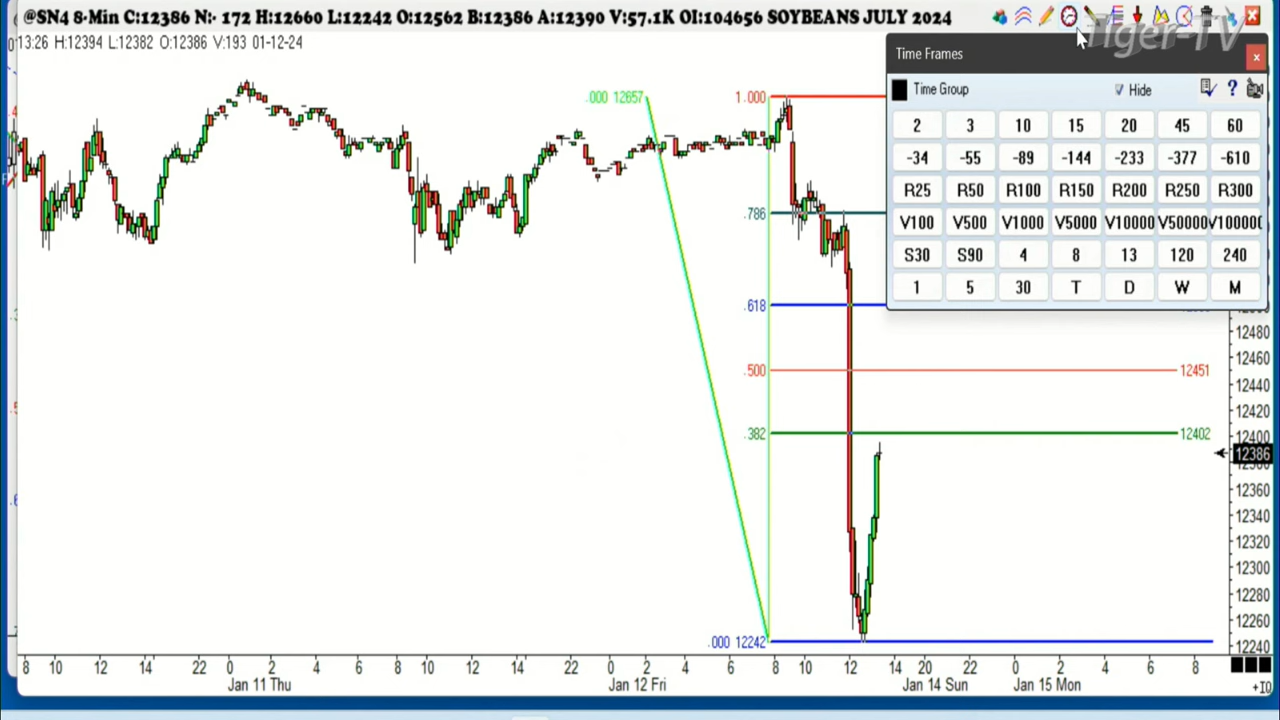 @SN4 8-Min C:12386 N:- 172 H:12660 L:12242 O:12562 B:12386 A:12390 V:57.1K OI:104656 SOYBEANS JULY 2024
Tiger-TV
13:26 H:12394 L:12382 O:12386 V:193 01-12-24
Time Frames
Time Group
Hide
?
2 3 10 15 20 45 60
-34 -55 -89 -144 -233 -377 -610
R25 R50 R100 R150 R200 R250 R300
V100 V500 V1000 V5000 V10000 V50000
S30 S90 4 8 13 120 240
1 5 30 T D W M
.000 12657
1.000
.786
.618
.500 12451
.382 12402
.000 12242
12480
12460
12440
12420
12400
12386
12360
12340
12320
12300
12280
12260
12240
8 10 12 14 22 0 2 4 6 8 10 12 14 22 0 2 4 6 8 10 12 14 20 22 0 2 4 6 8
Jan 11 Thu Jan 12 Fri Jan 14 Sun Jan 15 Mon